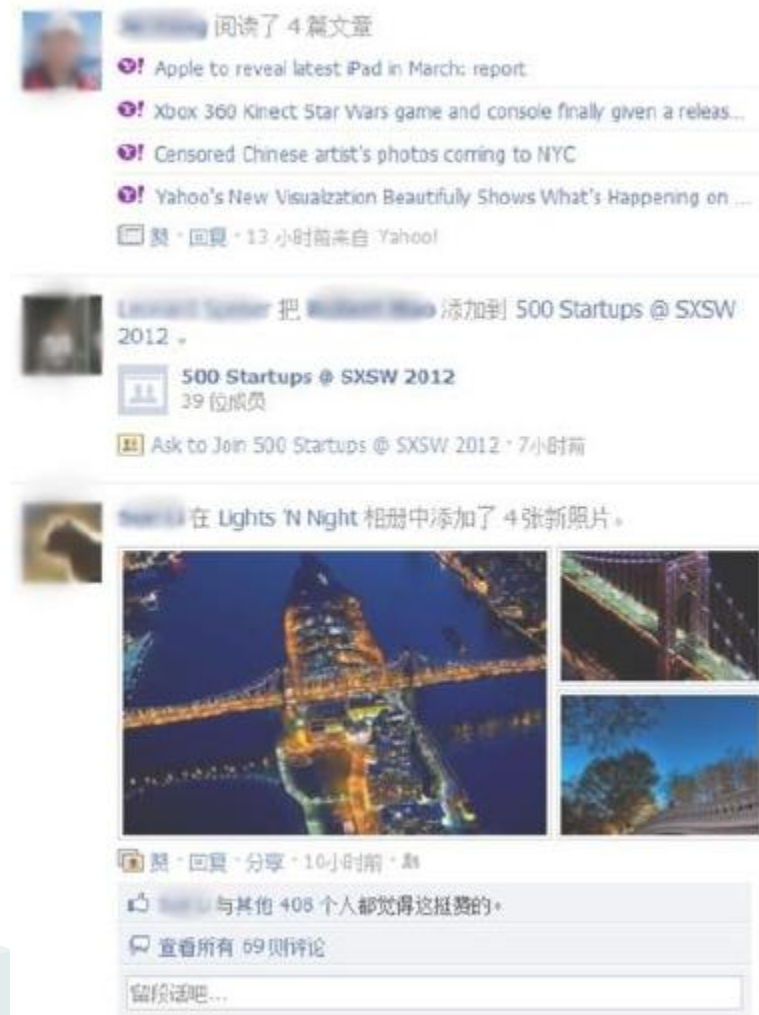 阅读了 4 篇文章
Apple to reveal latest iPad in March: report
Xbox 360 Kinect Star Wars game and console finally given a releas...
Censored Chinese artist's photos coming to NYC
Yahoo's New Visualzation Beautifully Shows What's Happening on ...
赞 · 回复 · 13 小时前来自 Yahoo!
把 添加到 500 Startups @ SXSW
2012 。
500 Startups @ SXSW 2012
39 位成员
Ask to Join 500 Startups @ SXSW 2012 · 7小时前
在 Lights 'N Night 相册中添加了 4 张新照片。
赞 · 回复 · 分享 · 10小时前 ·
与其他 408 个人都觉得这挺赞的。
查看所有 69 则评论
留段话吧...